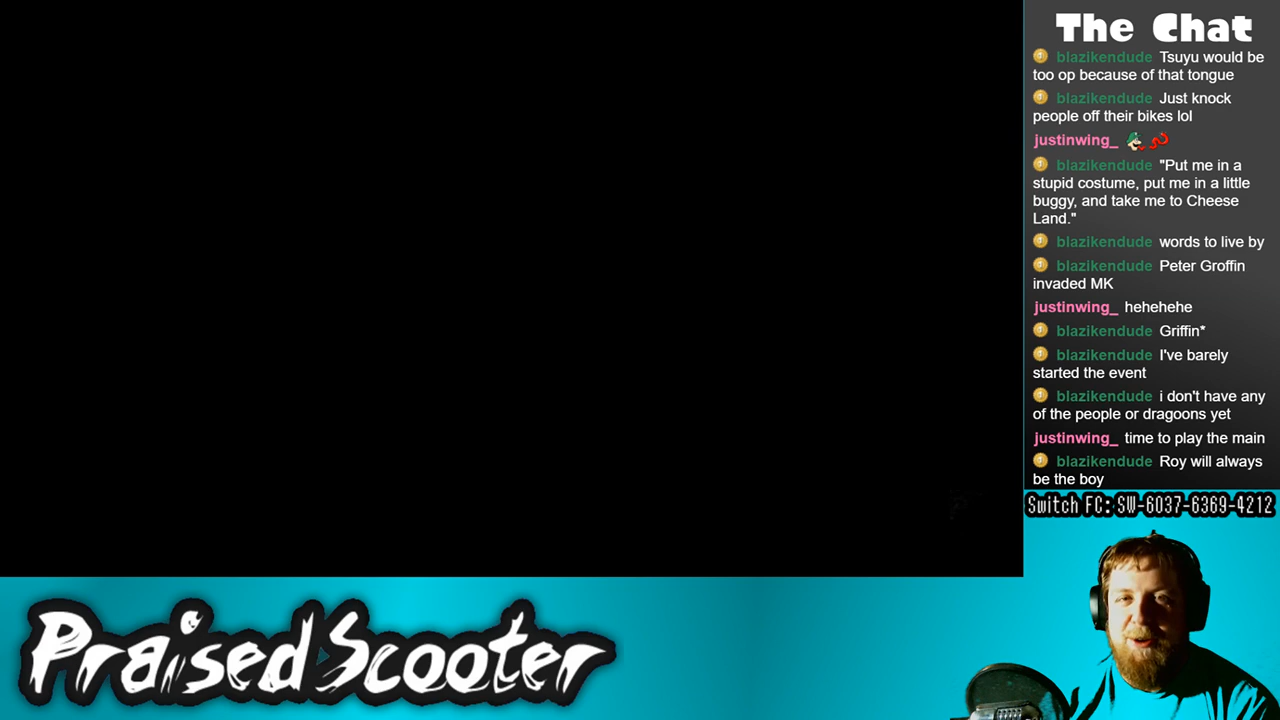 The Chat
blazikendude Tsuyu would be
too op because of that tongue
blazikendude Just knock
people off their bikes lol
justinwing_
blazikendude "Put me in a
stupid costume, put me in a little
buggy, and take me to Cheese
Land."
blazikendude words to live by
blazikendude Peter Groffin
invaded MK
justinwing_ hehehehe
blazikendude Griffin*
blazikendude I've barely
started the event
blazikendude i don't have any
of the people or dragoons yet
justinwing_ time to play the main
blazikendude Roy will always
be the boy
Switch FC: SW-6037-6369-4212
PraisedScooter